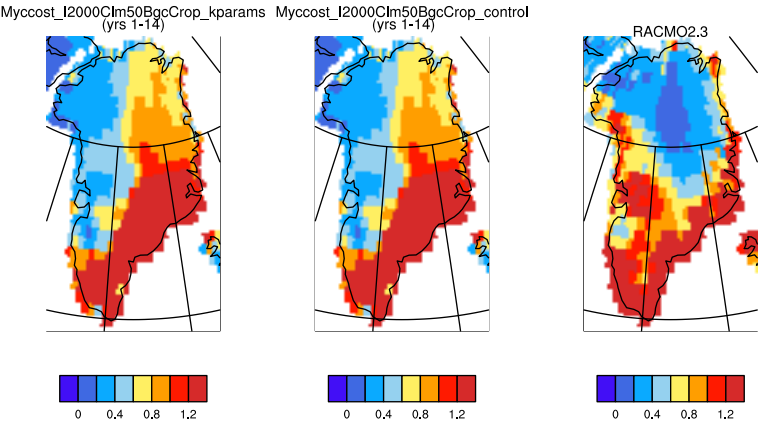 Myccost_I2000Clm50BgcCrop_kparams
(yrs 1-14)
Myccost_I2000Clm50BgcCrop_control
(yrs 1-14)
RACMO2.3
0 0.4 0.8 1.2
0 0.4 0.8 1.2
0 0.4 0.8 1.2